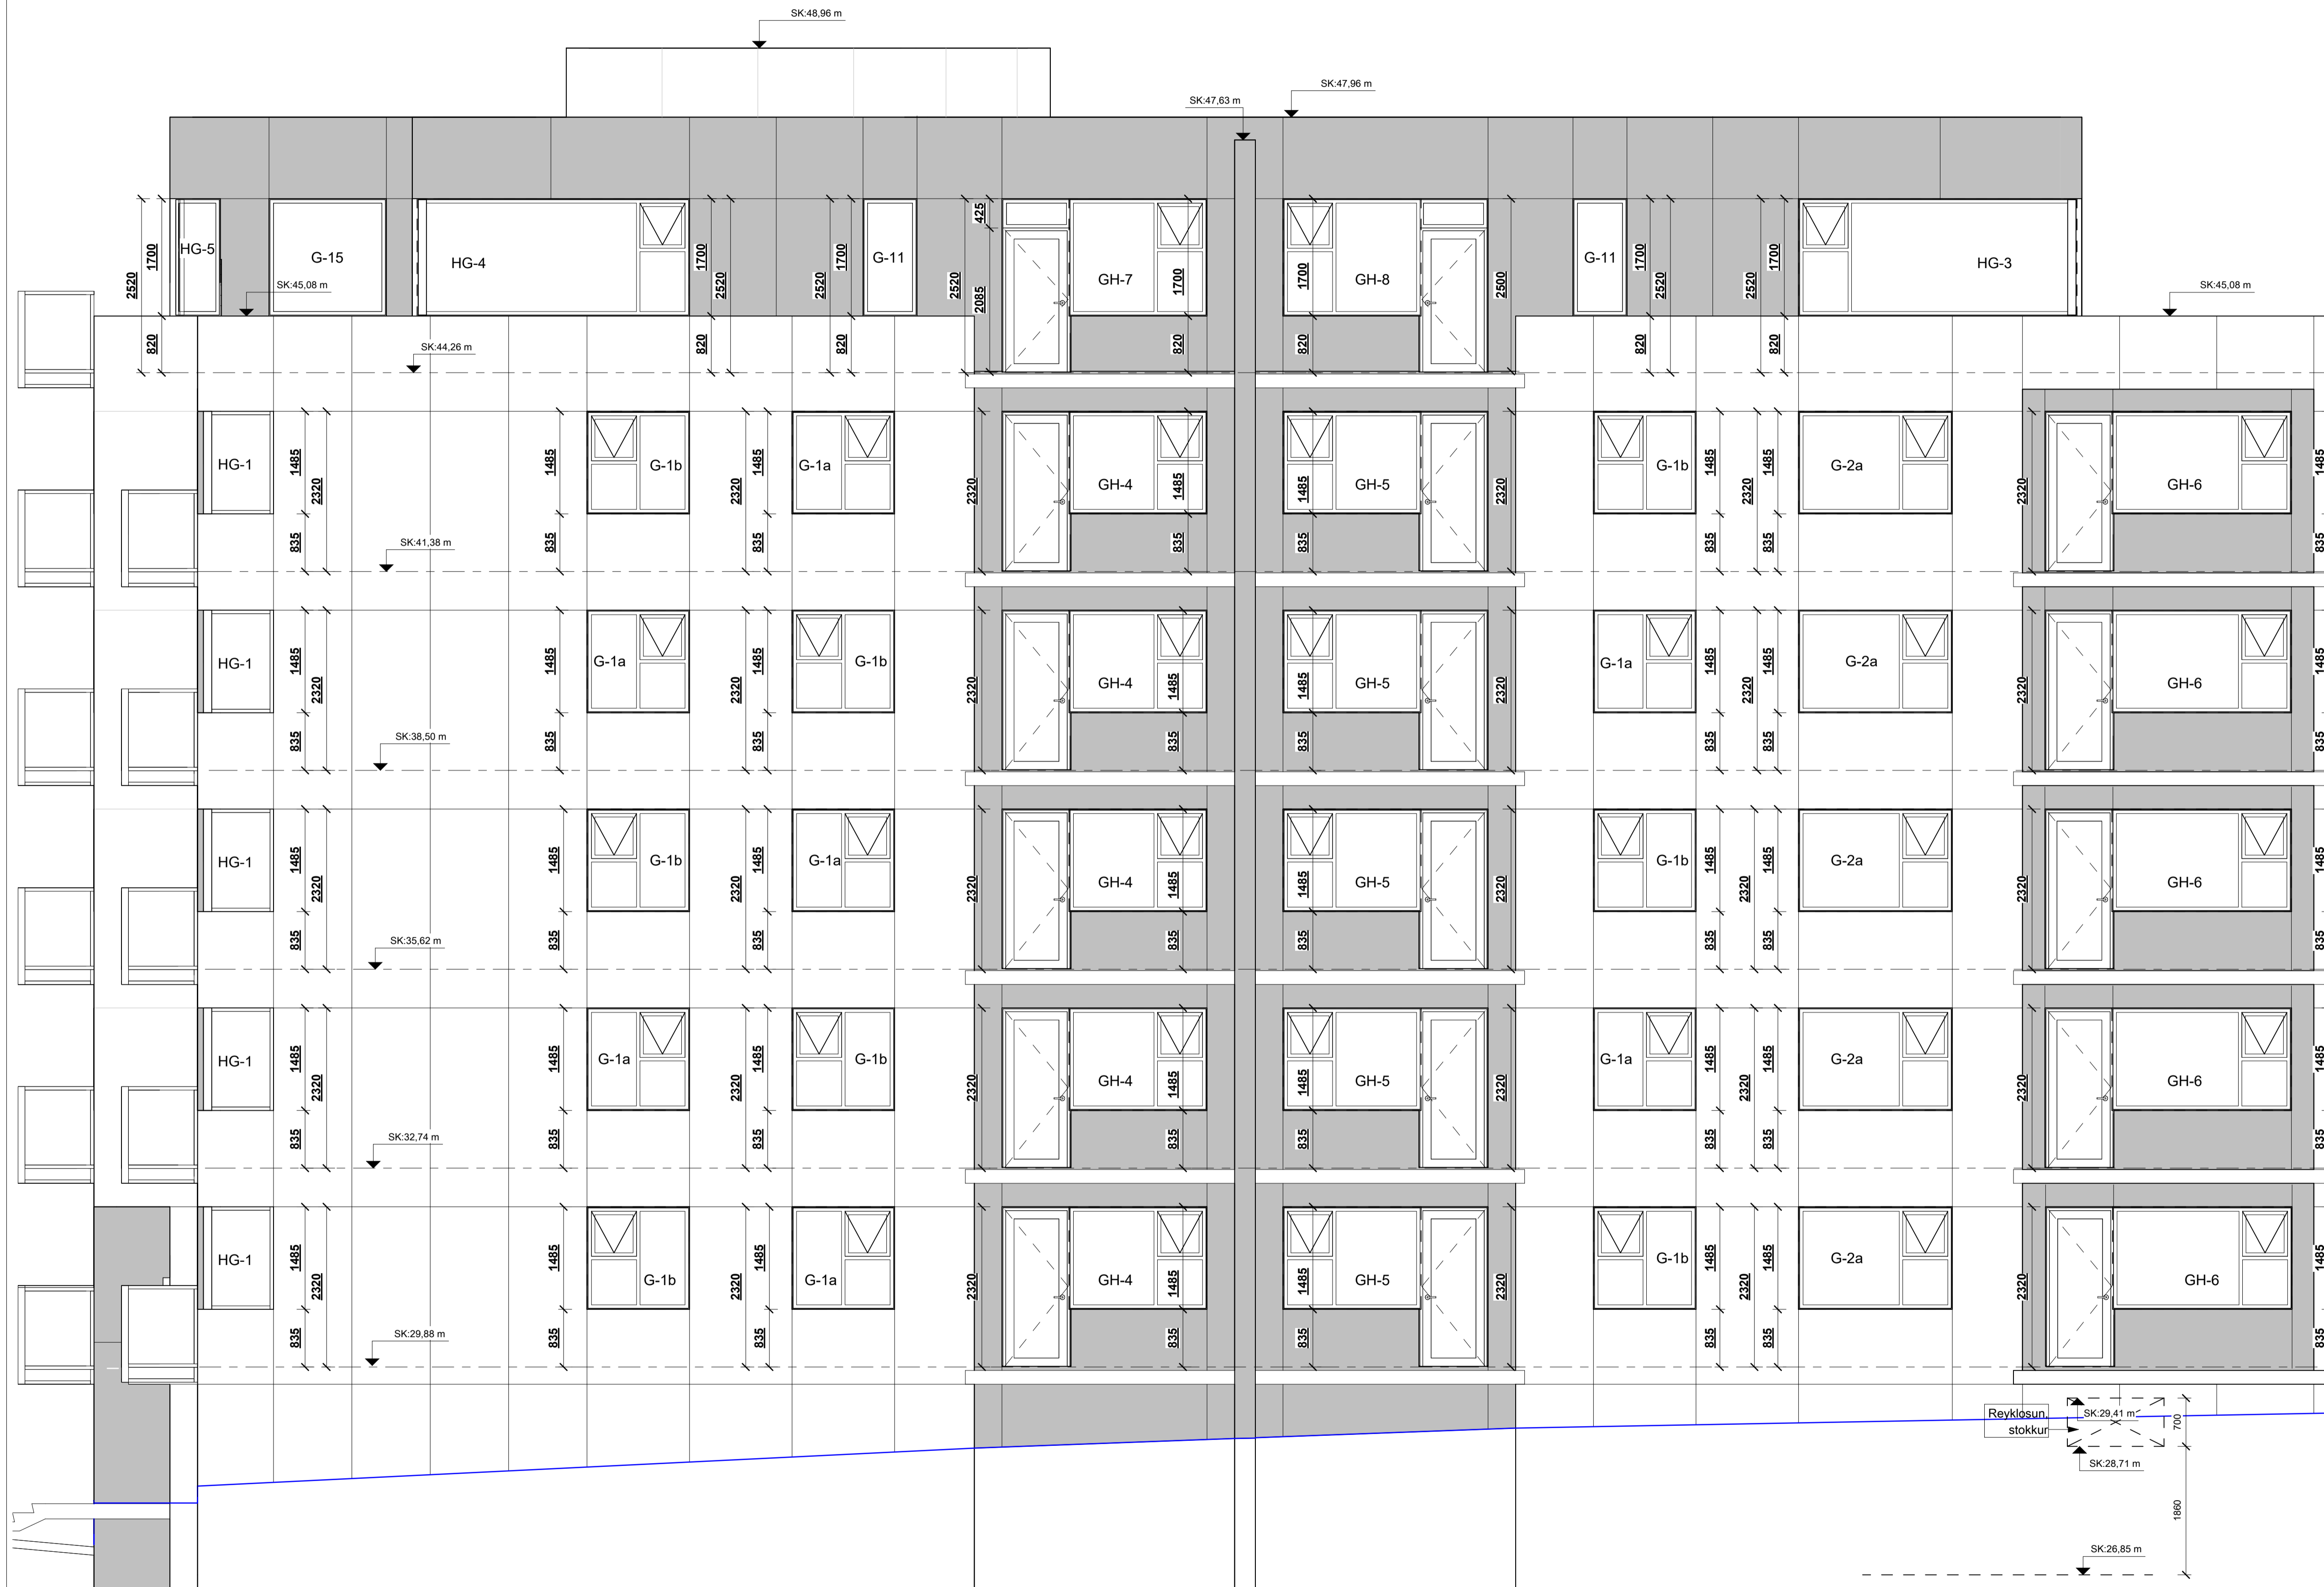 SK:48,96 m
SK:47,96 m
SK:47,63 m
2520
1700
820
HG-5
G-15
HG-4
1700
2520
820
2520
1700
820
G-11
2520
425
2085
GH-7
1700
820
1700
820
GH-8
2500
G-11
1700
2520
820
2520
1700
820
HG-3
SK:45,08 m
SK:45,08 m
SK:44,26 m
HG-1
1485
2320
835
1485
835
G-1b
2320
1485
835
G-1a
2320
GH-4
1485
835
1485
835
GH-5
2320
G-1b
1485
835
2320
1485
835
G-2a
2320
GH-6
1485
835
SK:41,38 m
HG-1
1485
2320
835
1485
835
G-1a
2320
1485
835
G-1b
2320
GH-4
1485
835
1485
835
GH-5
2320
G-1a
1485
835
2320
1485
835
G-2a
2320
GH-6
1485
835
SK:38,50 m
HG-1
1485
2320
835
1485
835
G-1b
2320
1485
835
G-1a
2320
GH-4
1485
835
1485
835
GH-5
2320
G-1b
1485
835
2320
1485
835
G-2a
2320
GH-6
1485
835
SK:35,62 m
HG-1
1485
2320
835
1485
835
G-1a
2320
1485
835
G-1b
2320
GH-4
1485
835
1485
835
GH-5
2320
G-1a
1485
835
2320
1485
835
G-2a
2320
GH-6
1485
835
SK:32,74 m
HG-1
1485
2320
835
1485
835
G-1b
2320
1485
835
G-1a
2320
GH-4
1485
835
1485
835
GH-5
2320
G-1b
1485
835
2320
1485
835
G-2a
2320
GH-6
1485
835
SK:29,88 m
Reyklosun,
stokkur
SK:29,41 m
700
SK:28,71 m
1860
SK:26,85 m